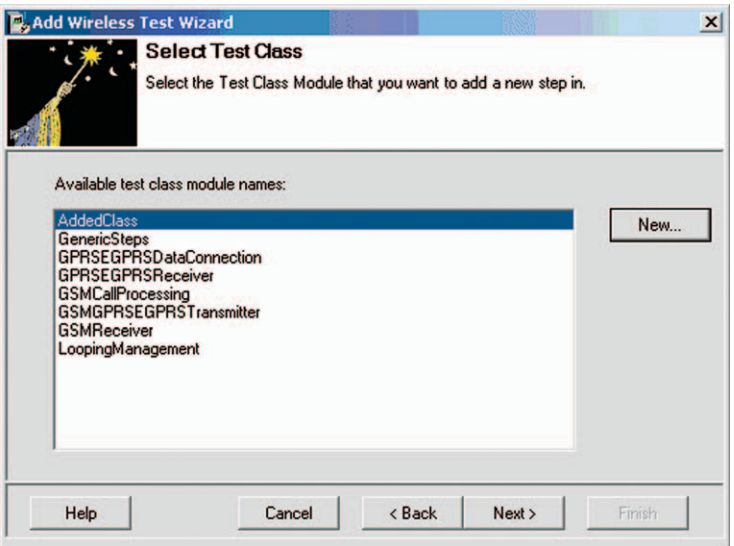 Add Wireless Test Wizard
Select Test Class
Select the Test Class Module that you want to add a new step in.
Available test class module names:
AddedClass
GenericSteps
GPRSEGPRSDataConnection
GPRSEGPRSReceiver
GSMCallProcessing
GSMGPRSEGPRSTransmitter
GSMReceiver
LoopingManagement
New...
Help
Cancel
< Back
Next >
Finish